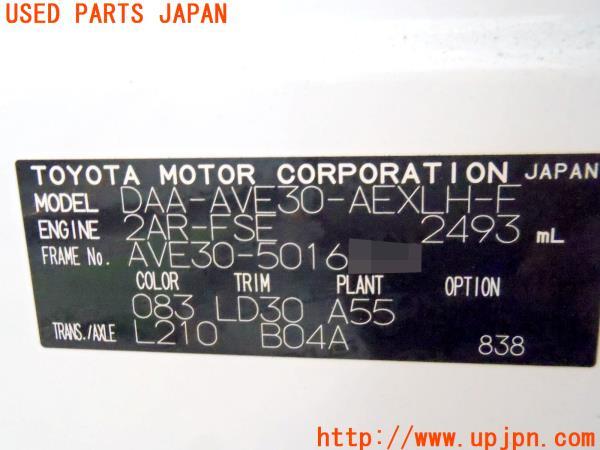 USED PARTS JAPAN
TOYOTA MOTOR CORPORATION JAPAN
MODEL DAA-AVE30-AEXLH-F
ENGINE 2AR-FSE 2493 mL
FRAME No. AVE30-5016
COLOR TRIM PLANT OPTION
083 LD30 A55
TRANS./AXLE L210 B04A 838
http://www.upjpn.com/